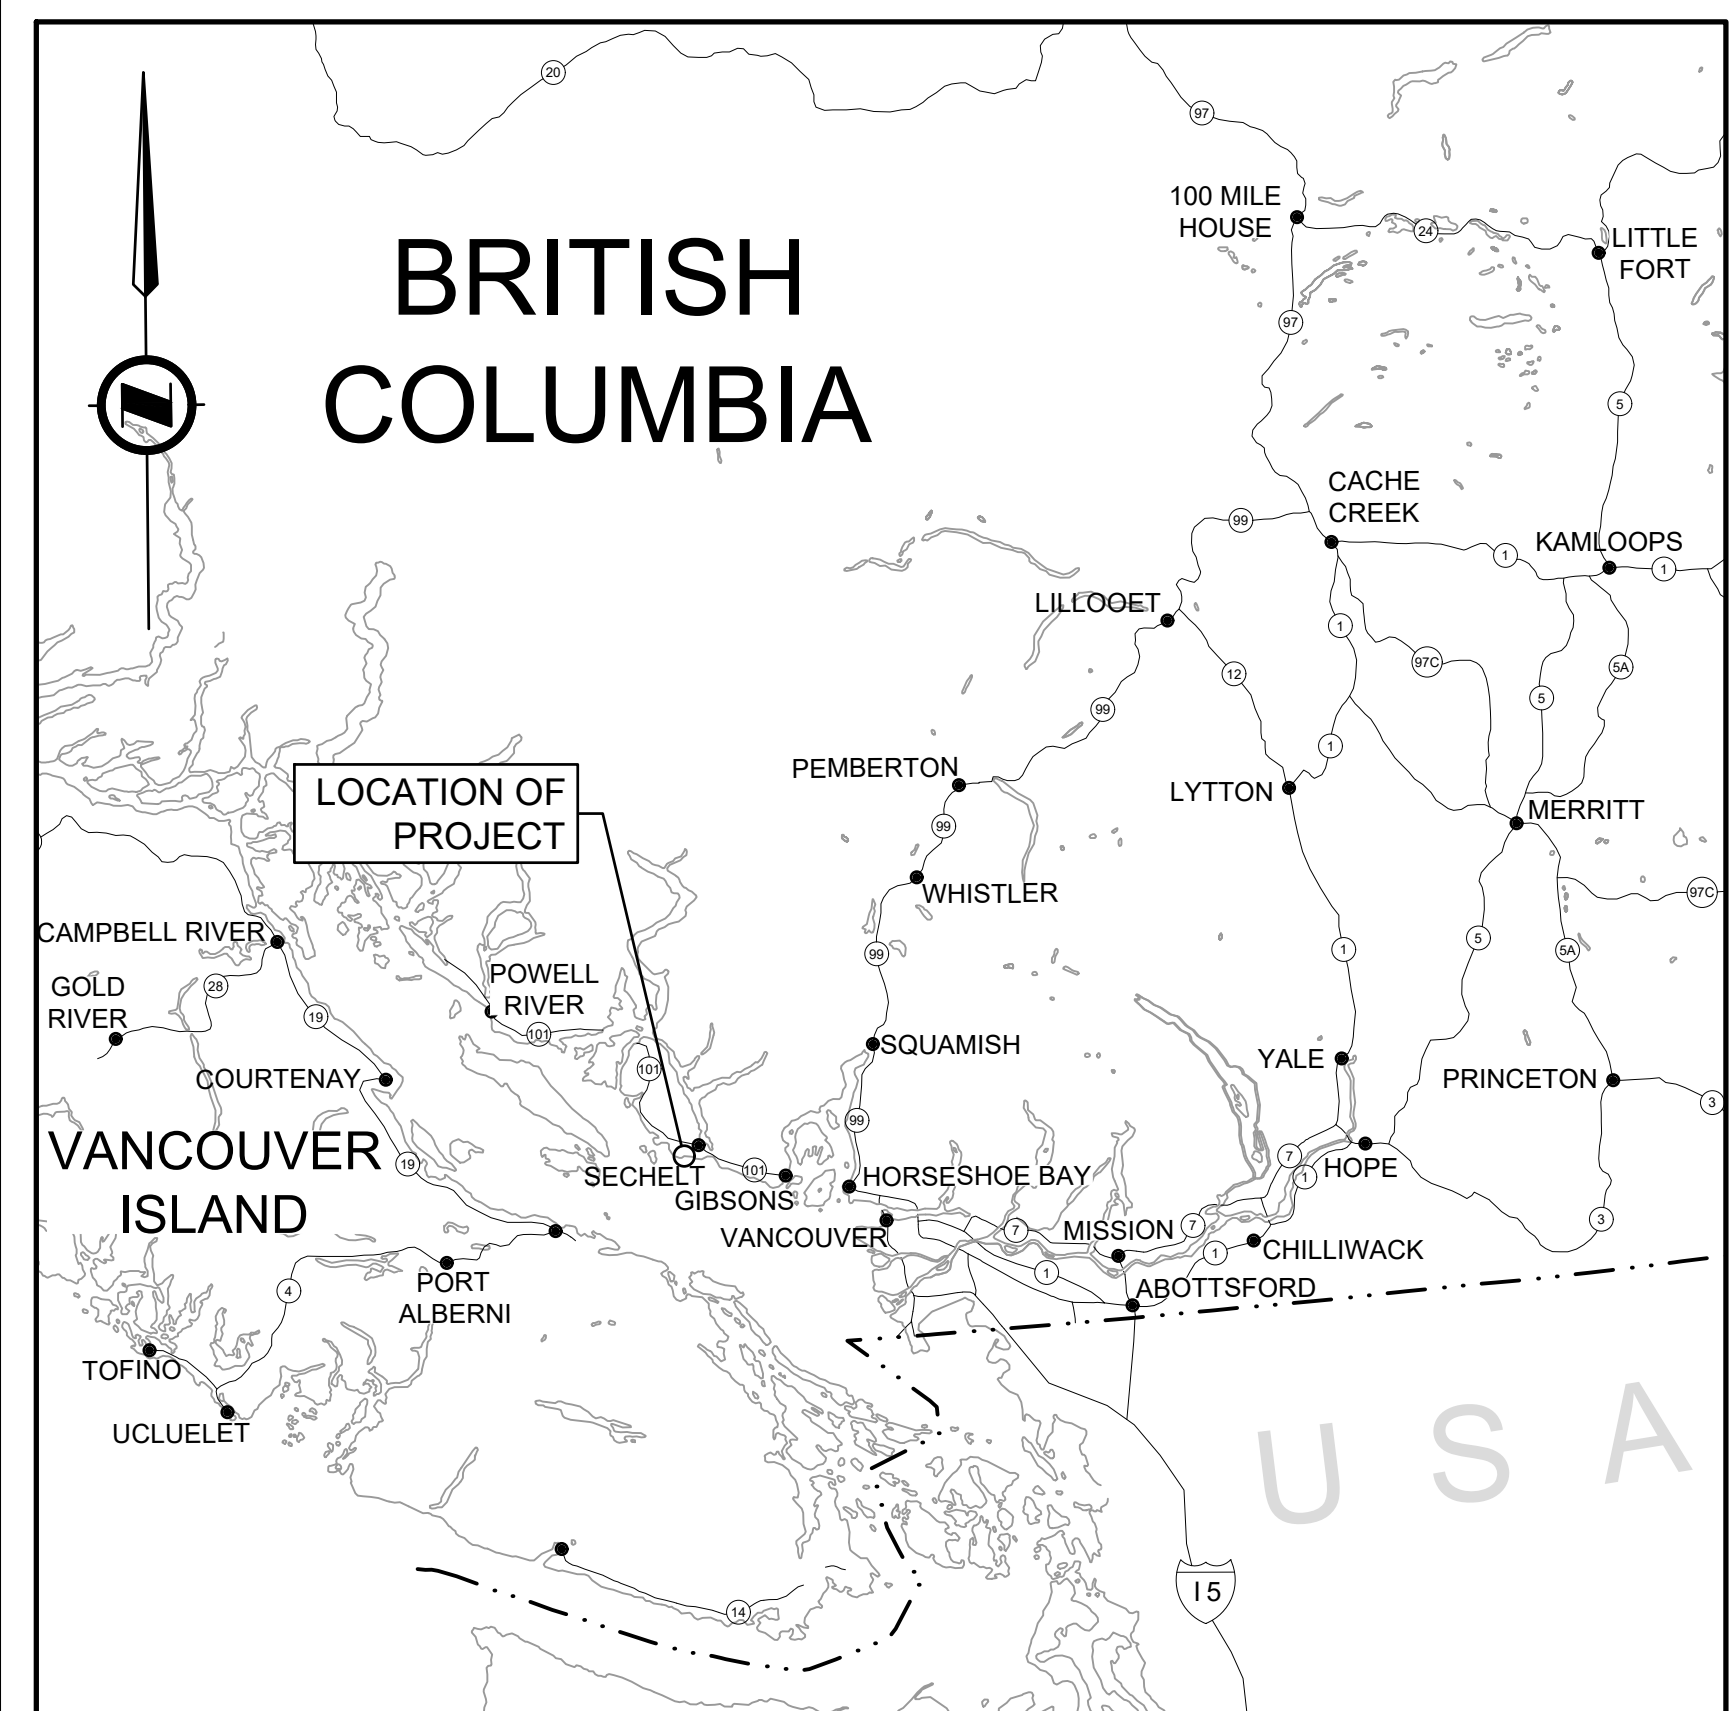 20
97
100 MILE
HOUSE
24
LITTLE
FORT
BRITISH
COLUMBIA
97
5
CACHE
CREEK
99
KAMLOOPS
1
1
LILLOOET
1
12
97C
5A
5
99
1
PEMBERTON
LYTTON
MERRITT
LOCATION OF
PROJECT
99
WHISTLER
97C
CAMPBELL RIVER
99
1
5
5A
GOLD
RIVER
28
19
POWELL
RIVER
101
SQUAMISH
YALE
COURTENAY
101
PRINCETON
3
99
VANCOUVER
ISLAND
19
SECHELT
101
GIBSONS
HORSESHOE BAY
7
1
HOPE
VANCOUVER
7
MISSION
7
3
CHILLIWACK
1
1
PORT
ALBERNI
4
ABOTTSFORD
TOFINO
UCLUELET
U S A
I5
14